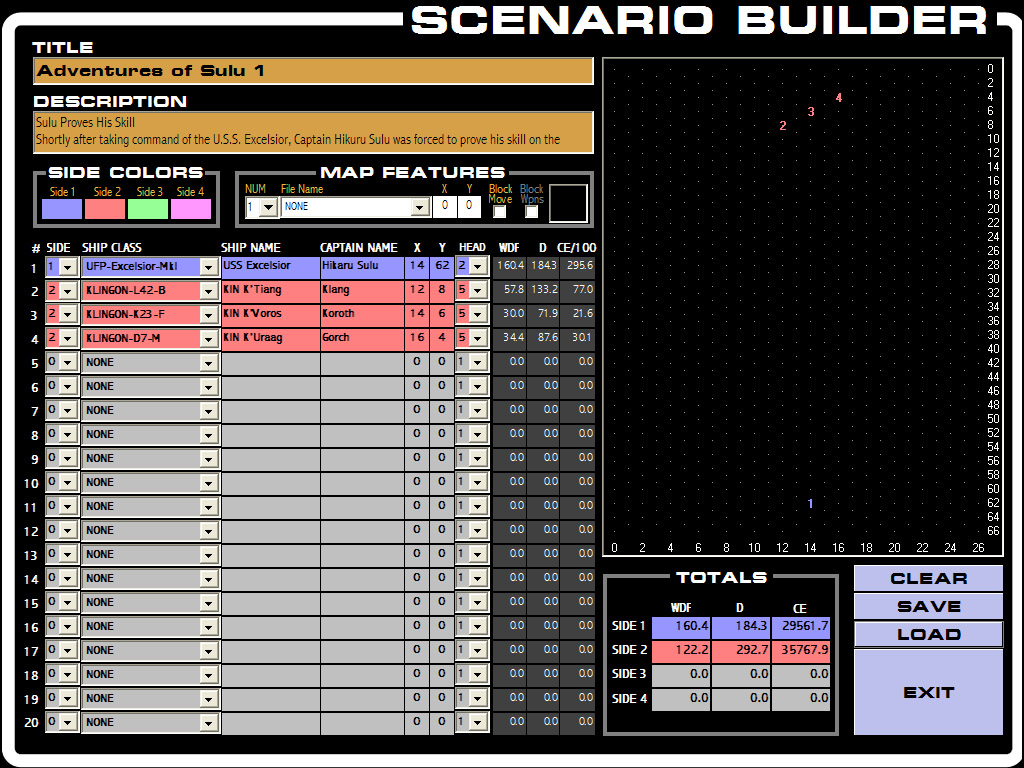 SCENARIO BUILDER
TITLE
Adventures of Sulu 1
DESCRIPTION
Sulu Proves His Skill
Shortly after taking command of the U.S.S. Excelsior, Captain Hikuru Sulu was forced to prove his skill on the
SIDE COLORS
Side 1 Side 2 Side 3 Side 4
MAP FEATURES
NUM File Name X Y Block Move Block Wpns
1 NONE 0 0
# SIDE SHIP CLASS SHIP NAME CAPTAIN NAME X Y HEAD WDF D CE/100
1 1 UFP-Excelsior-MkI USS Excelsior Hikaru Sulu 14 62 2 160.4 184.3 295.6
2 2 KLINGON-L42-B KIN K'Tiang Klang 12 8 5 57.8 133.2 77.0
3 2 KLINGON-K23-F KIN K'Voros Koroth 14 6 5 30.0 71.9 21.6
4 2 KLINGON-D7-M KIN K'Uraag Gorch 16 4 5 34.4 87.6 30.1
5 0 NONE 0 0 1 0.0 0.0 0.0
6 0 NONE 0 0 1 0.0 0.0 0.0
7 0 NONE 0 0 1 0.0 0.0 0.0
8 0 NONE 0 0 1 0.0 0.0 0.0
9 0 NONE 0 0 1 0.0 0.0 0.0
10 0 NONE 0 0 1 0.0 0.0 0.0
11 0 NONE 0 0 1 0.0 0.0 0.0
12 0 NONE 0 0 1 0.0 0.0 0.0
13 0 NONE 0 0 1 0.0 0.0 0.0
14 0 NONE 0 0 1 0.0 0.0 0.0
15 0 NONE 0 0 1 0.0 0.0 0.0
16 0 NONE 0 0 1 0.0 0.0 0.0
17 0 NONE 0 0 1 0.0 0.0 0.0
18 0 NONE 0 0 1 0.0 0.0 0.0
19 0 NONE 0 0 1 0.0 0.0 0.0
20 0 NONE 0 0 1 0.0 0.0 0.0
0
2
4 4
3 6
2 8
10
12
14
16
18
20
22
24
26
28
30
32
34
36
38
40
42
44
46
48
50
52
54
56
58
60
1 62
64
66
0 2 4 6 8 10 12 14 16 18 20 22 24 26
TOTALS
WDF D CE
SIDE 1 160.4 184.3 29561.7
SIDE 2 122.2 292.7 35767.9
SIDE 3 0.0 0.0 0.0
SIDE 4 0.0 0.0 0.0
CLEAR
SAVE
LOAD
EXIT